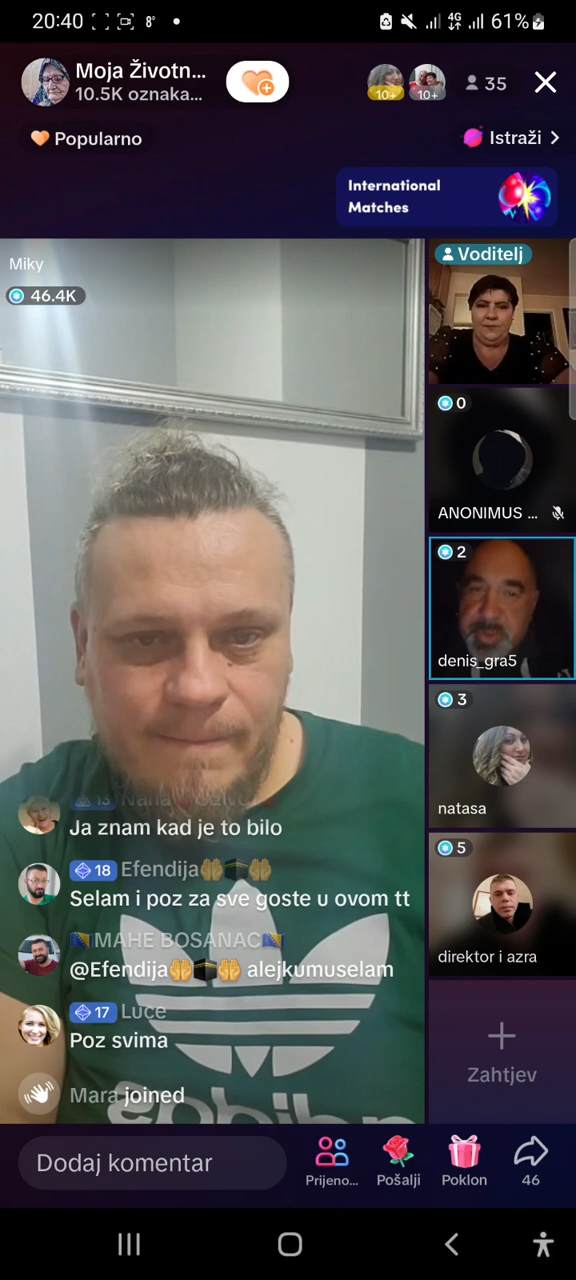 20:40
8°
4G
61%
Moja Životn...
10.5K oznaka...
10+
10+
35
Popularno
Istraži
International
Matches
Miky
46.4K
Voditelj
0
ANONIMUS ...
2
denis_gra5
3
natasa
5
direktor i azra
Zahtjev
13
Ja znam kad je to bilo
18 Efendija🤲🕋🤲
Selam i poz za sve goste u ovom tt
🇧🇦MAHE BOSANAC🇧🇦
@Efendija🤲🕋🤲 alejkumuselam
17 Luce
Poz svima
Mara joined
Dodaj komentar
Prijeno...
Pošalji
Poklon
46